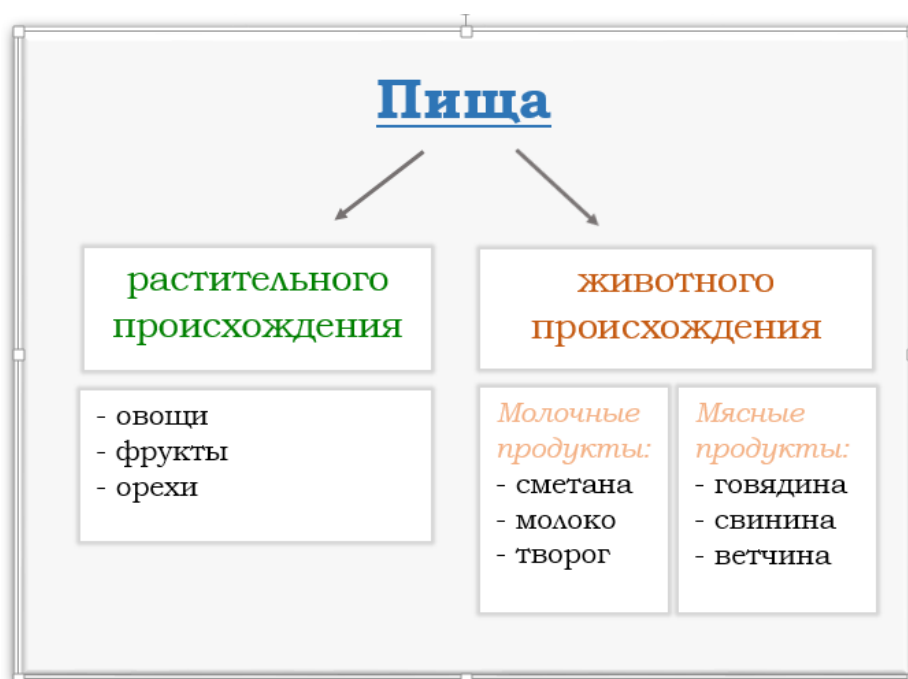 Пища
растительного
происхождения
- овощи
- фрукты
- орехи
животного
происхождения
Молочные
продукты:
- сметана
- молоко
- творог
Мясные
продукты:
- говядина
- свинина
- ветчина